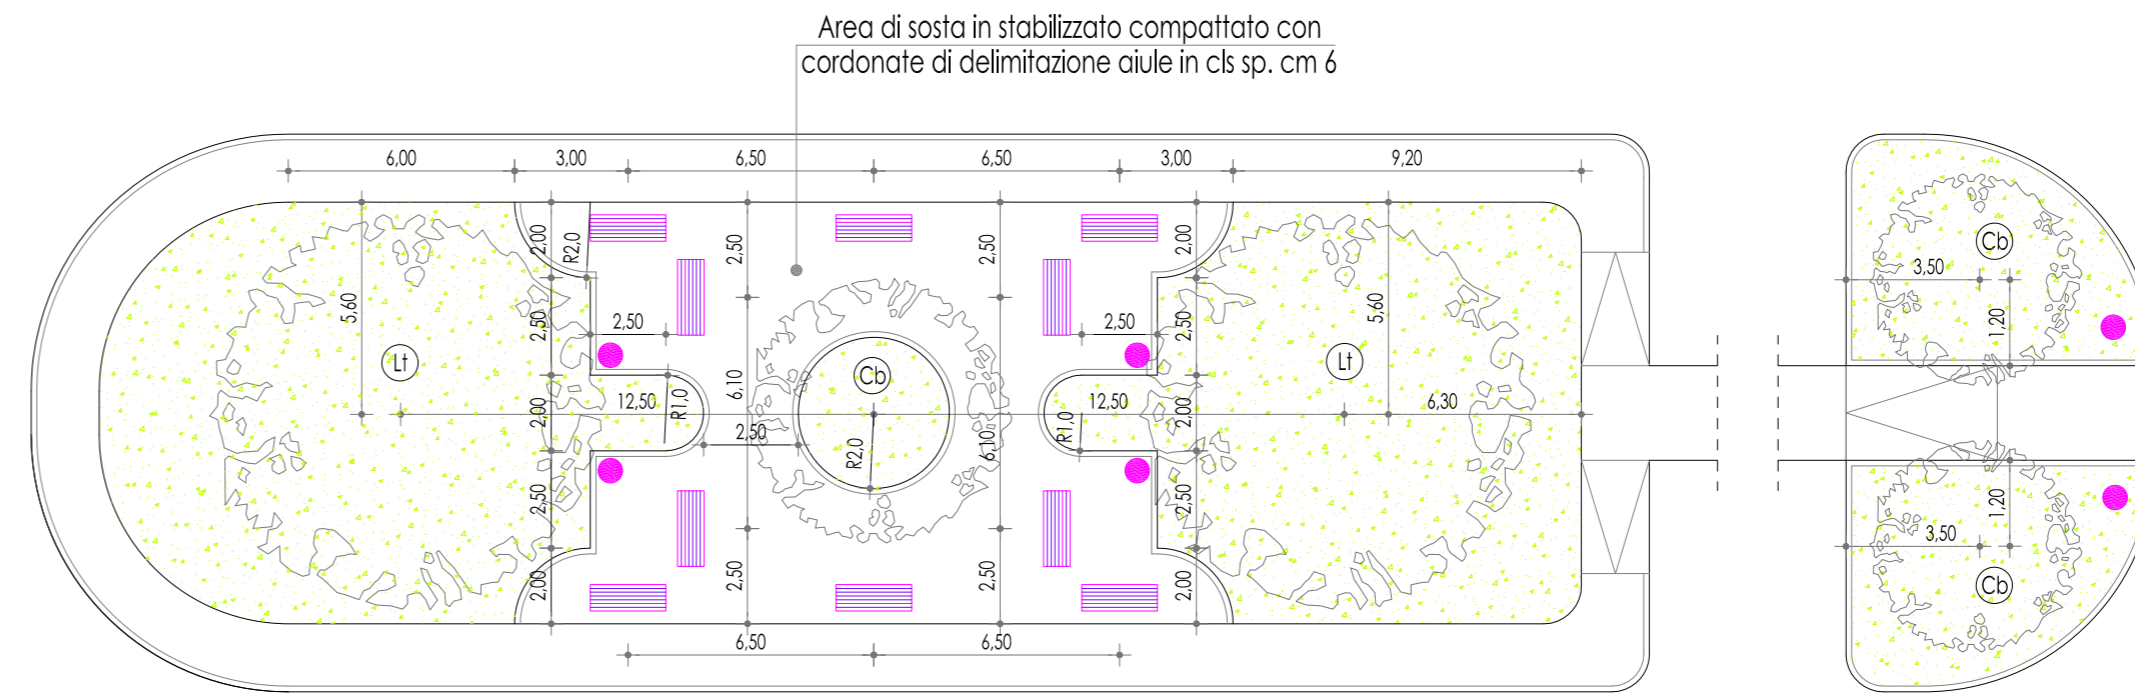 Area di sosta in stabilizzato compattato con
cordonate di delimitazione aiule in cls sp. cm 6
6,00 3,00 6,50 6,50 3,00 9,20
2,00 R2,0 2,50 2,50 2,00
Cb
5,60 5,60 3,50
2,50 2,50 2,50 2,50 1,20
Lt Cb Lt
12,50 R1,0 6,10 12,50 6,30
2,00 2,50 R1,0 2,00
R2,0 6,10
2,50 2,50 1,20
3,50
2,00 2,50 2,50 2,00 Cb
6,50 6,50